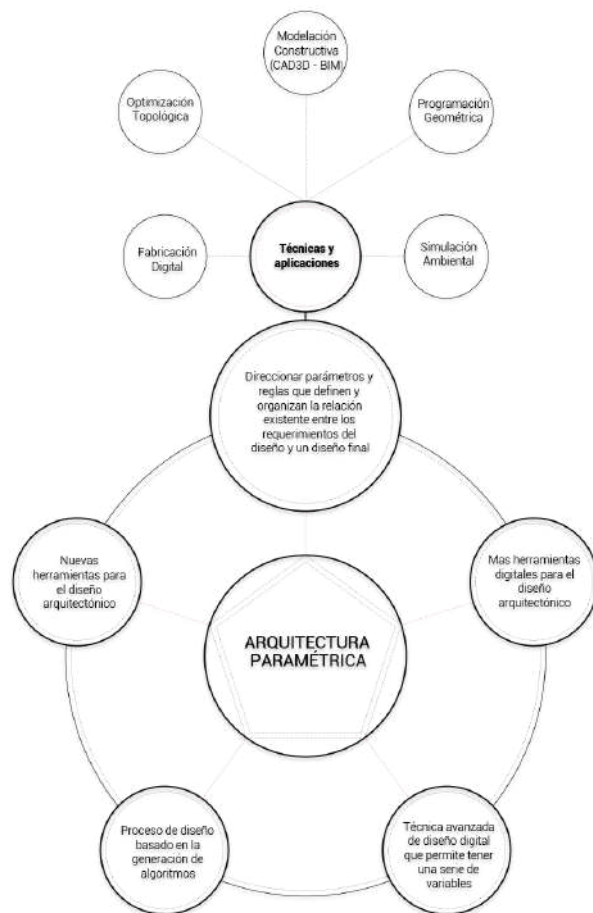 Modelación
Constructiva
(CAD3D - BIM)
Optimización
Topológica
Programación
Geométrica
Fabricación
Digital
Técnicas y
aplicaciones
Simulación
Ambiental
Direccionar parámetros y
reglas que definen y
organizan la relación
existente entre los
requerimientos del
diseño y un diseño final
Nuevas
herramientas para
el diseño
arquitectónico
Mas herramientas
digitales para el
diseño
arquitectónico
ARQUITECTURA
PARAMÉTRICA
Proceso de diseño
basado en la
generación de
algoritmos
Técnica avanzada
de diseño digital
que permite tener
una serie de
variables